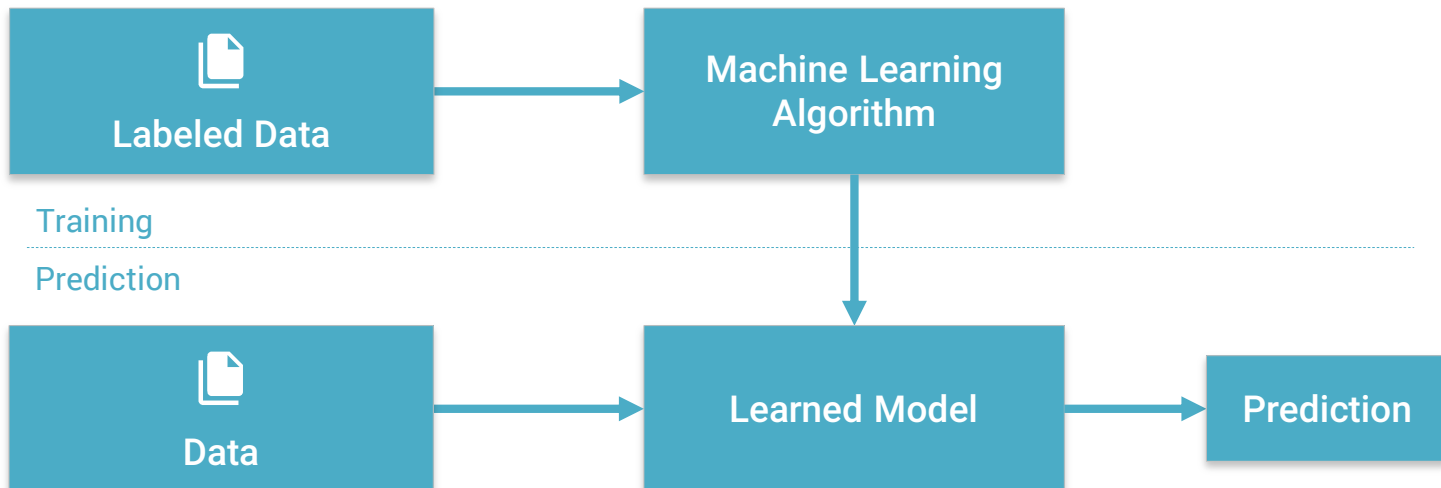 Labeled Data
Machine Learning
Algorithm
Training
Prediction
Data
Learned Model
Prediction